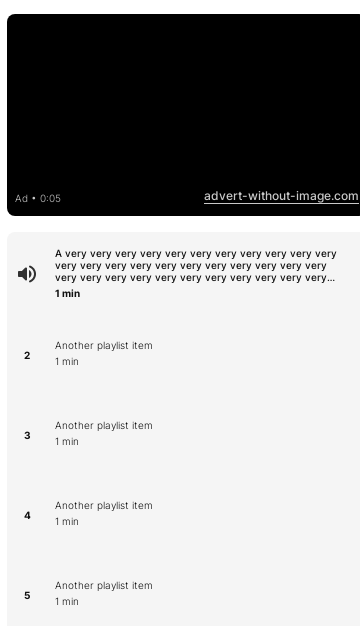 Ad • 0:05
advert-without-image.com
A very very very very very very very very very very very
very very very very very very very very very very very
very very very very very very very very very very very...
1 min
2
Another playlist item
1 min
3
Another playlist item
1 min
4
Another playlist item
1 min
5
Another playlist item
1 min